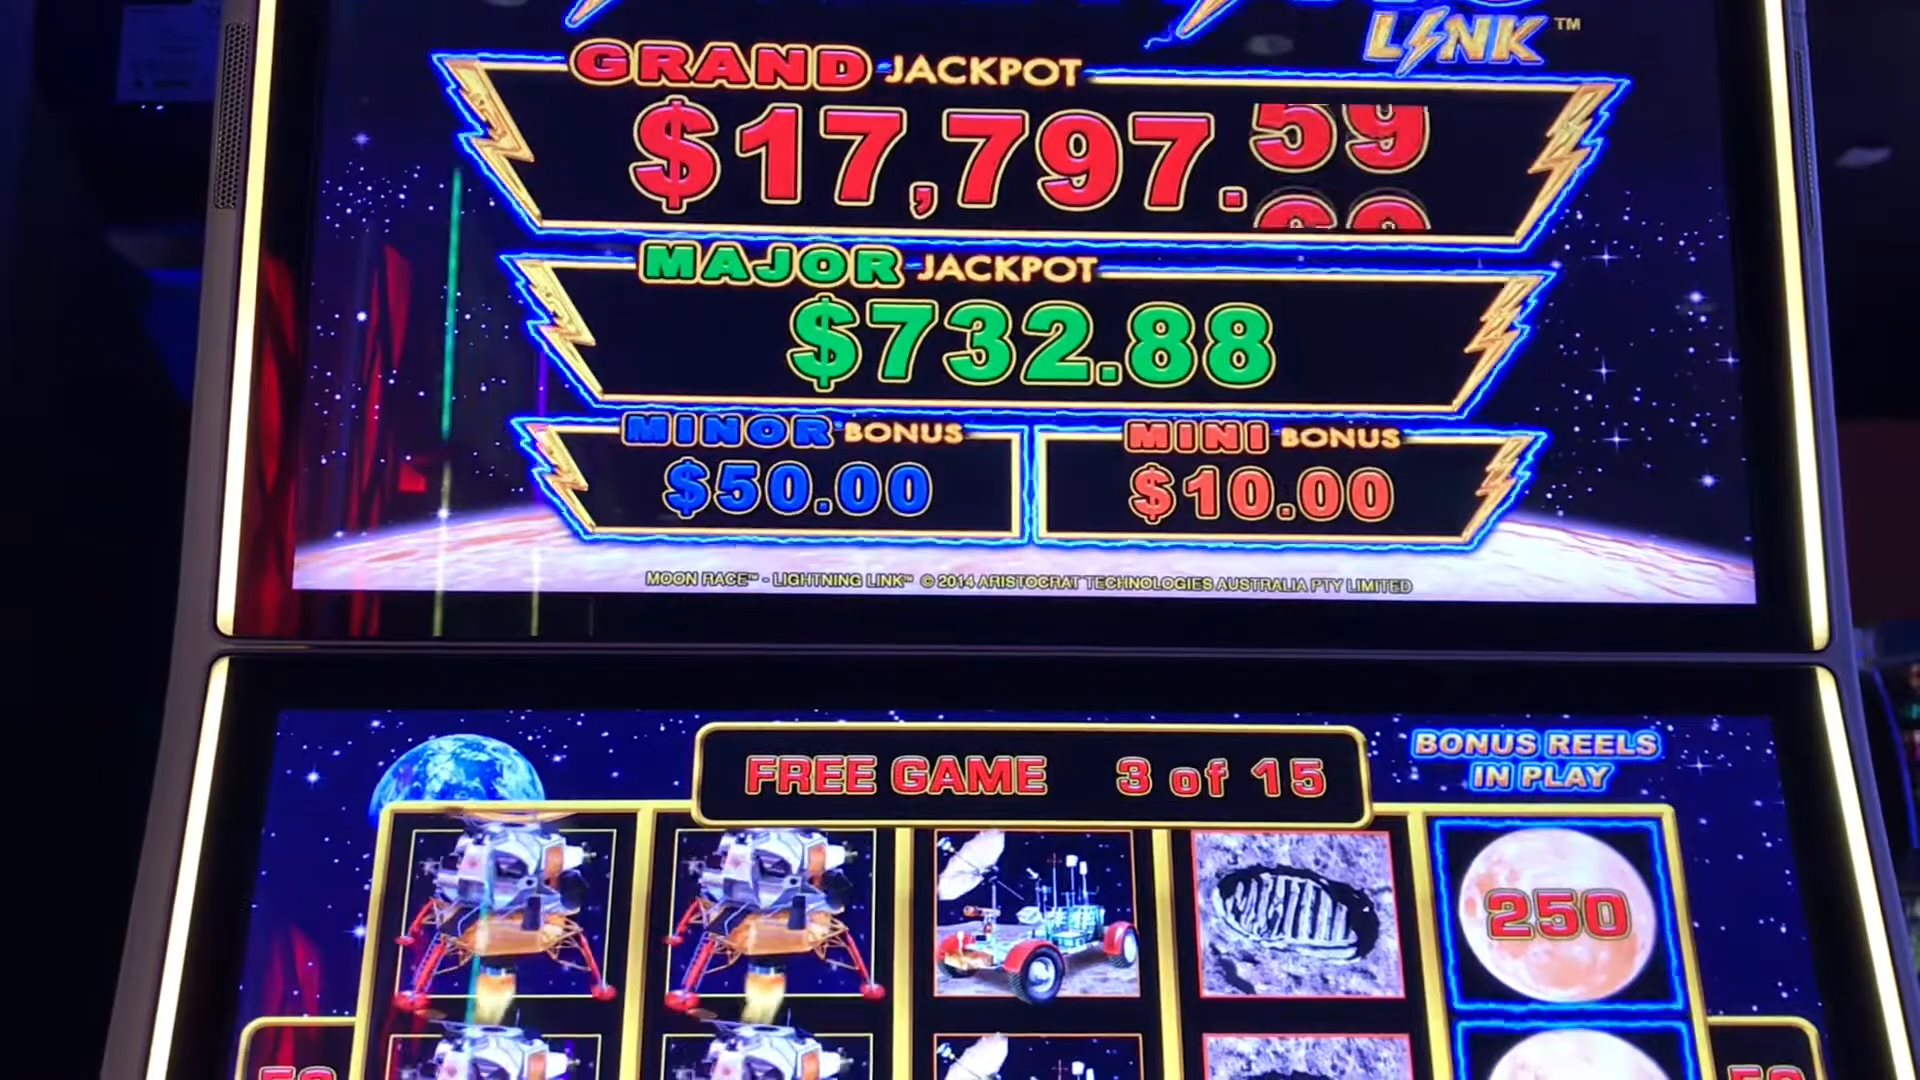 LINK™
GRAND JACKPOT
$17,797.59
MAJOR JACKPOT
$732.88
MINOR BONUS
$50.00
MINI BONUS
$10.00
MOON RACE™ - LIGHTNING LINK™ © 2014 ARISTOCRAT TECHNOLOGIES AUSTRALIA PTY LIMITED
FREE GAME 3 of 15
BONUS REELS
IN PLAY
250